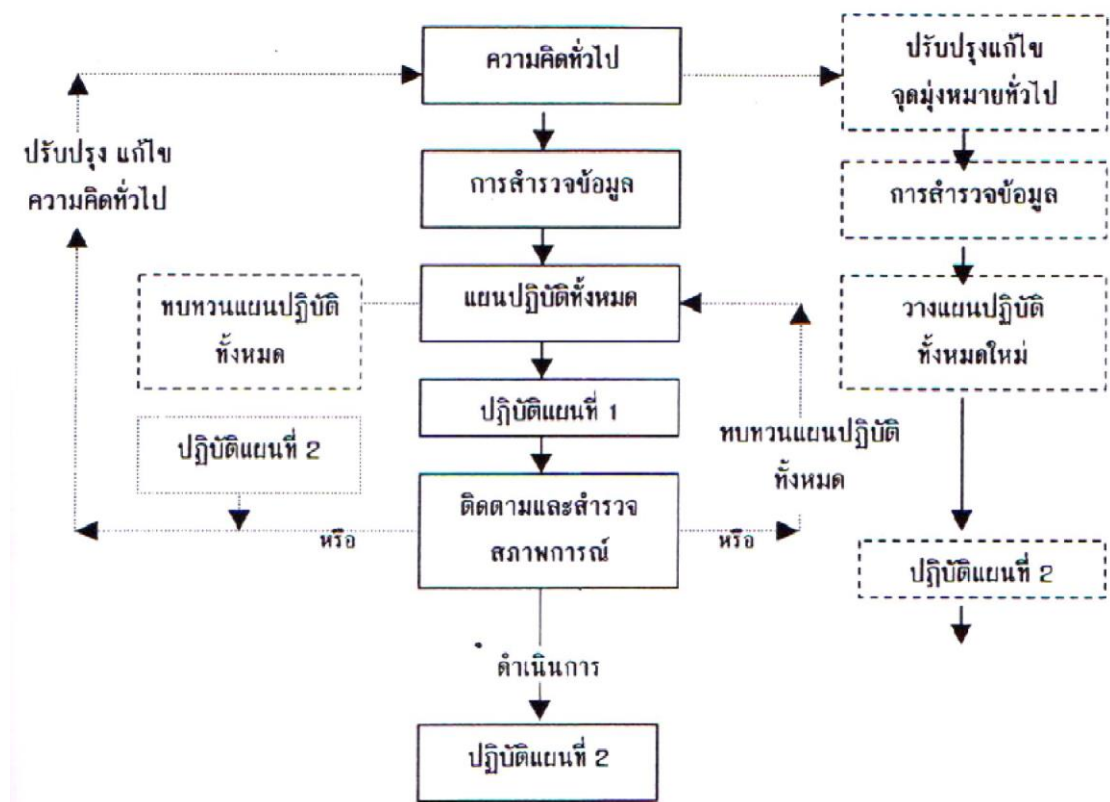 ความคิดทั่วไป
ปรับปรุงแก้ไข
จุดมุ่งหมายทั่วไป
ปรับปรุง แก้ไข
ความคิดทั่วไป
การสำรวจข้อมูล
การสำรวจข้อมูล
แผนปฏิบัติทั้งหมด
ทบทวนแผนปฏิบัติ
ทั้งหมด
วางแผนปฏิบัติ
ทั้งหมดใหม่
ปฏิบัติแผนที่ 1
ปฏิบัติแผนที่ 2
ทบทวนแผนปฏิบัติ
ทั้งหมด
ติดตามและสำรวจ
สภาพการณ์
หรือ
หรือ
ปฏิบัติแผนที่ 2
ดำเนินการ
ปฏิบัติแผนที่ 2